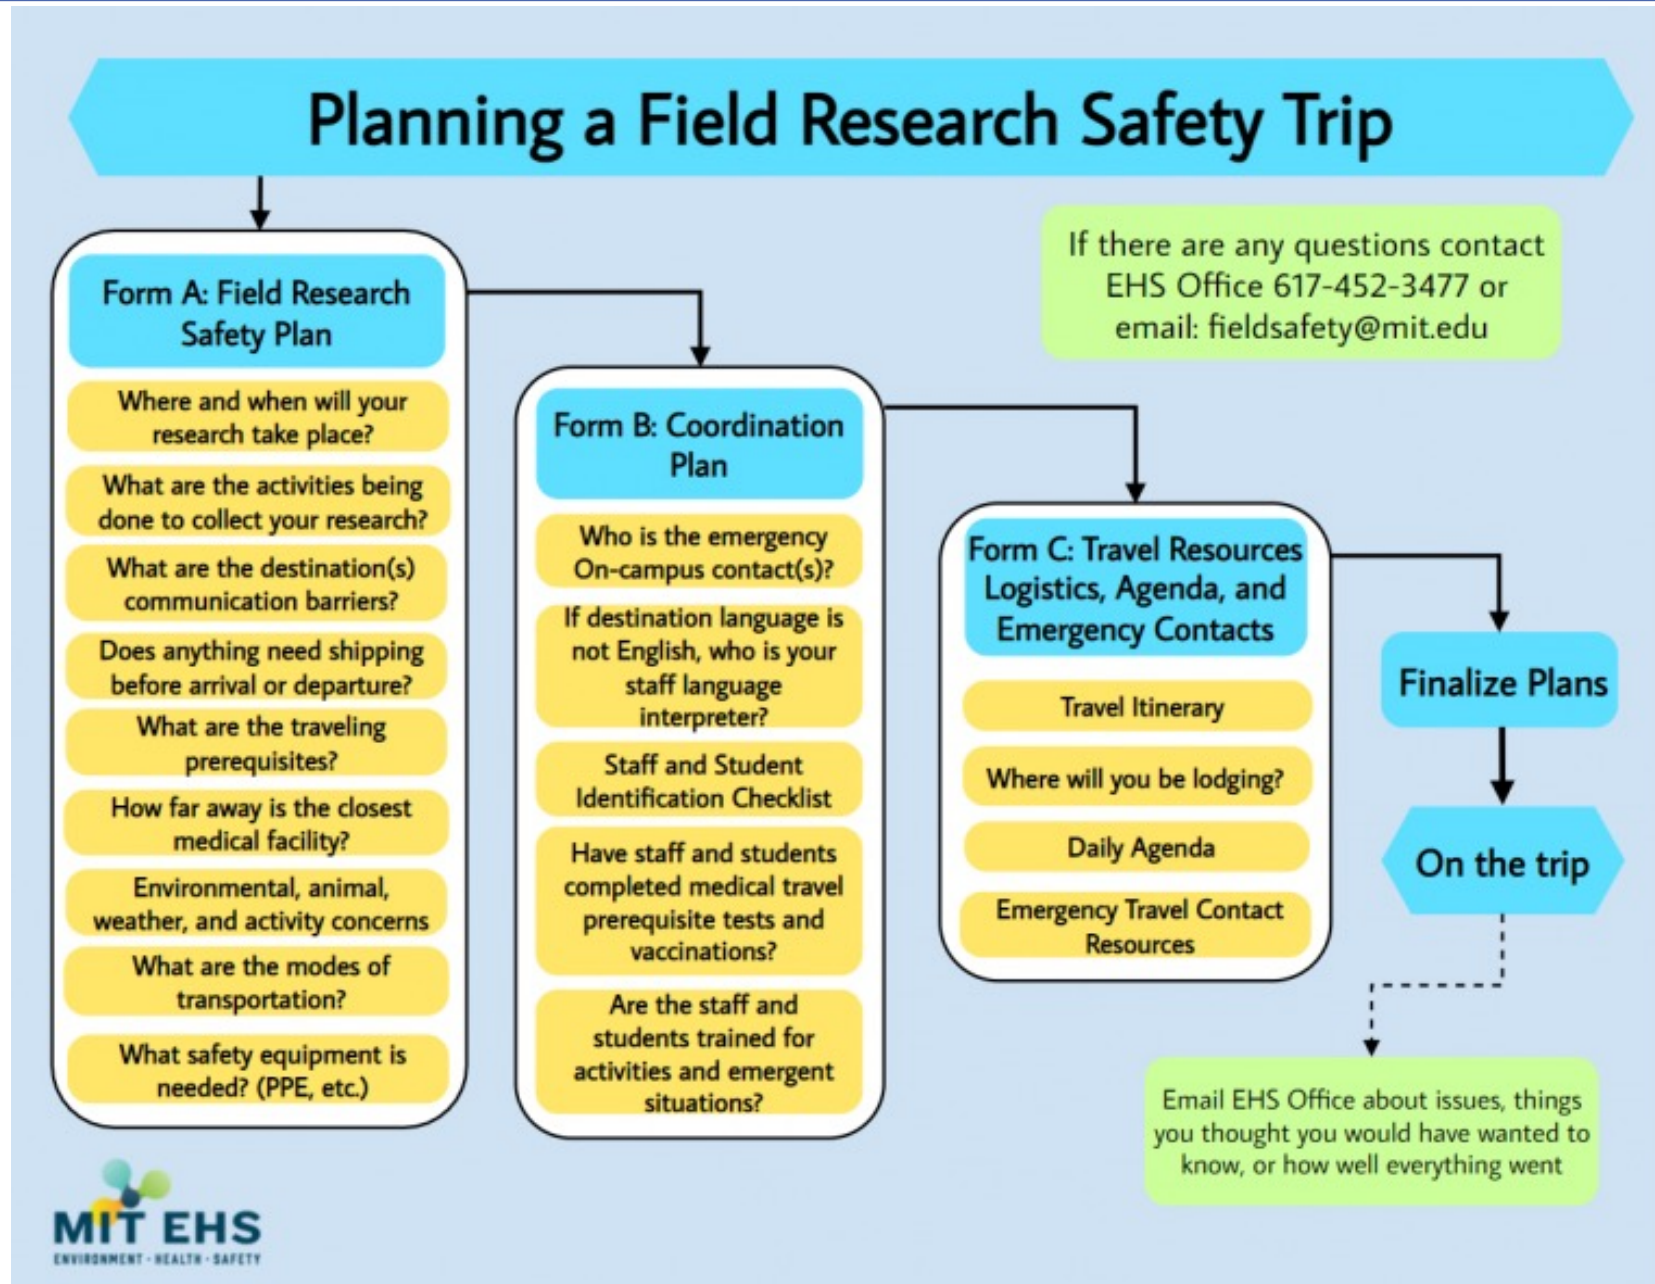 Planning a Field Research Safety Trip
If there are any questions contact
EHS Office 617-452-3477 or
email: fieldsafety@mit.edu
Form A: Field Research
Safety Plan
Where and when will your
research take place?
What are the activities being
done to collect your research?
What are the destination(s)
communication barriers?
Does anything need shipping
before arrival or departure?
What are the traveling
prerequisites?
How far away is the closest
medical facility?
Environmental, animal,
weather, and activity concerns
What are the modes of
transportation?
What safety equipment is
needed? (PPE, etc.)
Form B: Coordination
Plan
Who is the emergency
On-campus contact(s)?
If destination language is
not English, who is your
staff language
interpreter?
Staff and Student
Identification Checklist
Have staff and students
completed medical travel
prerequisite tests and
vaccinations?
Are the staff and
students trained for
activities and emergent
situations?
Form C: Travel Resources
Logistics, Agenda, and
Emergency Contacts
Travel Itinerary
Where will you be lodging?
Daily Agenda
Emergency Travel Contact
Resources
Finalize Plans
On the trip
Email EHS Office about issues, things
you thought you would have wanted to
know, or how well everything went
MIT EHS
ENVIRONMENT - HEALTH - SAFETY